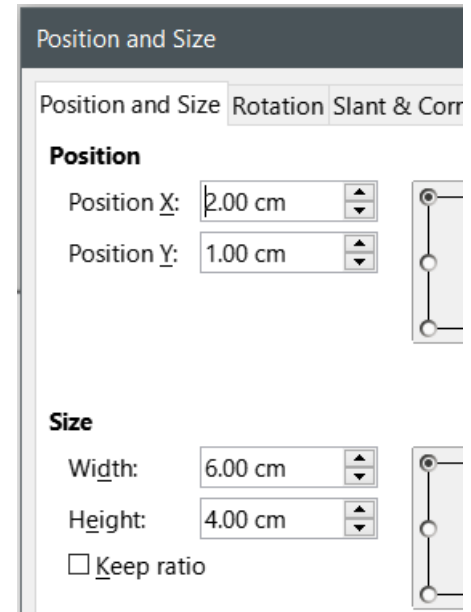 Position and Size
Position and Size Rotation Slant & Corr
Position
Position X: 2.00 cm
Position Y: 1.00 cm
Size
Width: 6.00 cm
Height: 4.00 cm
Keep ratio